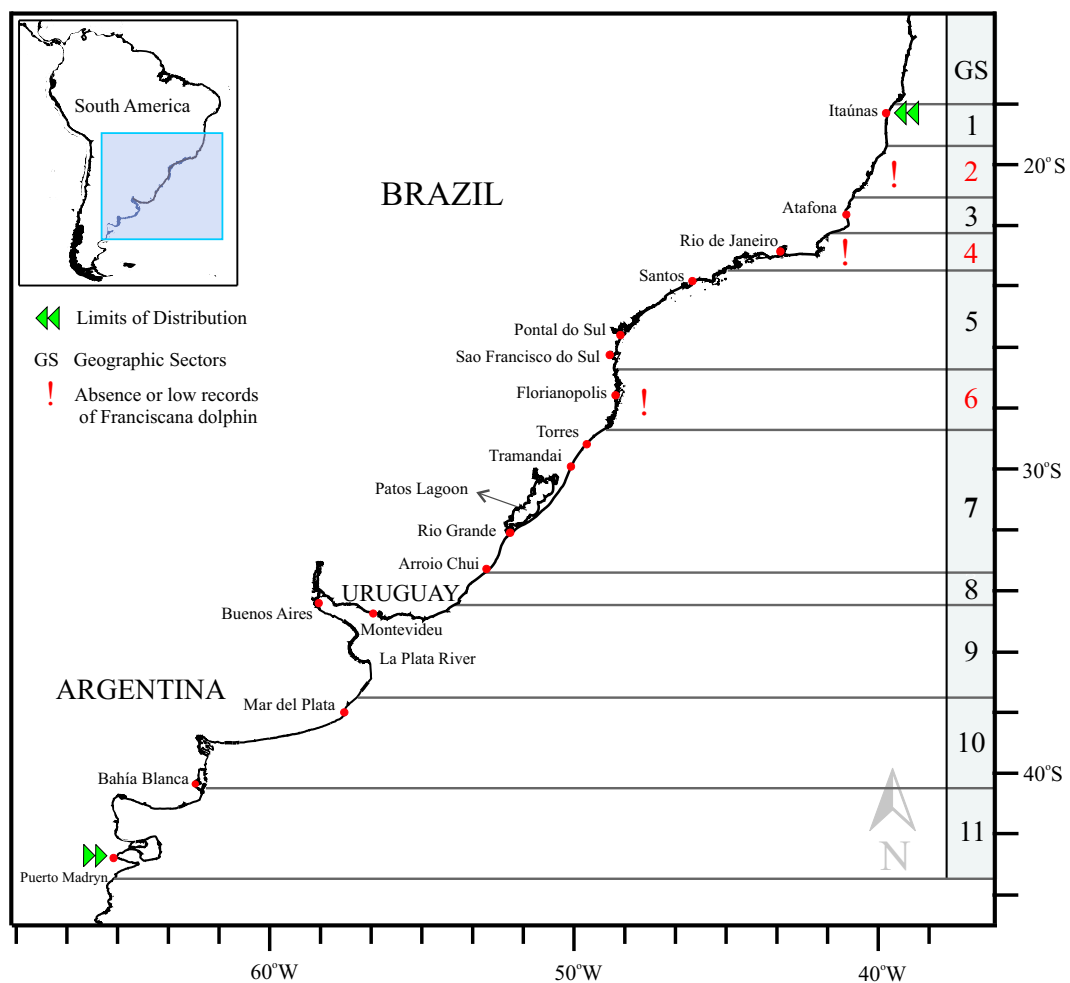 South America
Limits of Distribution
GS Geographic Sectors
! Absence or low records
of Franciscana dolphin
BRAZIL
URUGUAY
ARGENTINA
Itaúnas
Atafona
Rio de Janeiro
Santos
Pontal do Sul
Sao Francisco do Sul
Florianopolis
Torres
Tramandai
Patos Lagoon
Rio Grande
Arroio Chui
Buenos Aires
Montevideu
La Plata River
Mar del Plata
Bahía Blanca
Puerto Madryn
!
!
!
GS
1
2
3
4
5
6
7
8
9
10
11
N
20°S
30°S
40°S
60°W
50°W
40°W